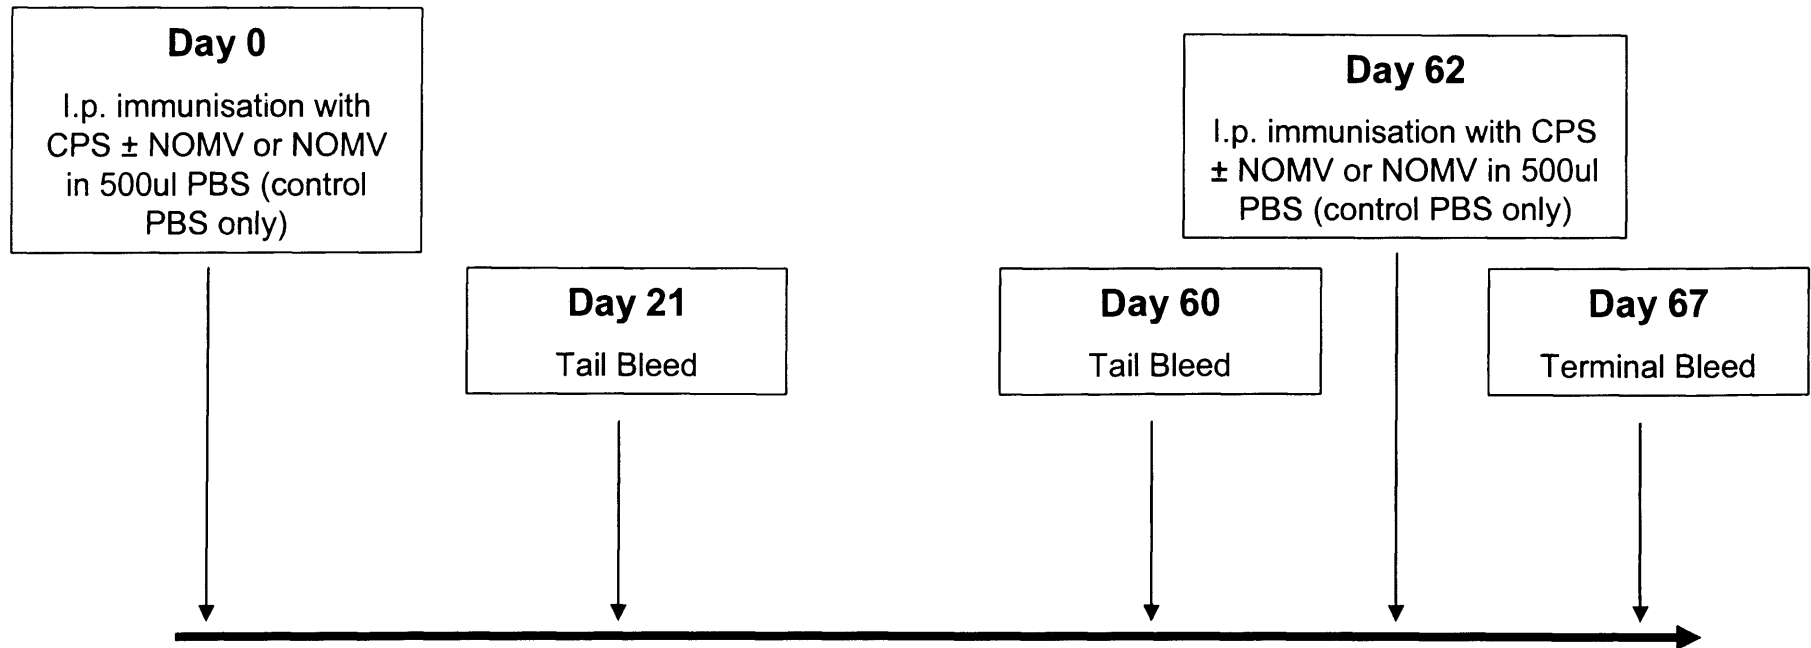 Day 0
I.p. immunisation with
CPS ± NOMV or NOMV
in 500ul PBS (control
PBS only)
Day 21
Tail Bleed
Day 60
Tail Bleed
Day 62
I.p. immunisation with CPS
± NOMV or NOMV in 500ul
PBS (control PBS only)
Day 67
Terminal Bleed